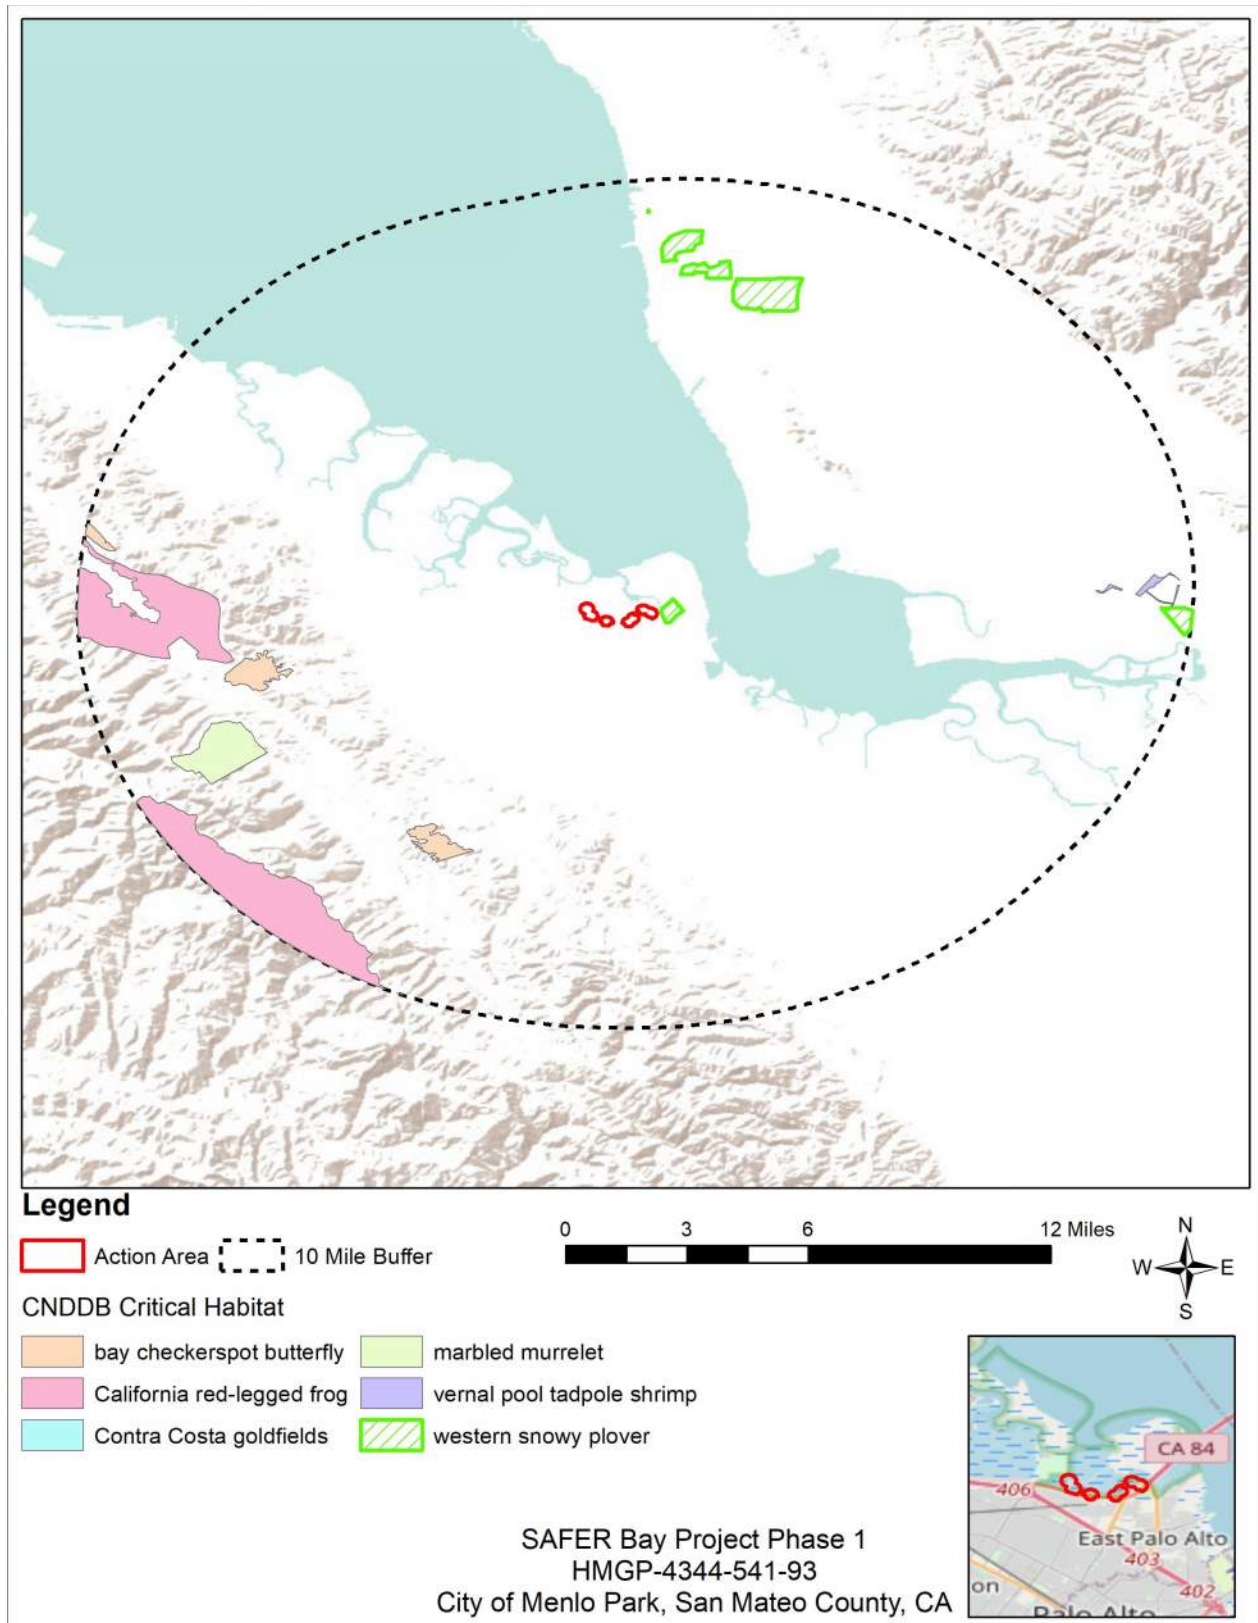 Legend
Action Area
10 Mile Buffer
0 3 6 12 Miles
N
W E
S
CNDDB Critical Habitat
bay checkerspot butterfly
marbled murrelet
California red-legged frog
vernal pool tadpole shrimp
Contra Costa goldfields
western snowy plover
CA 84
406
East Palo Alto
403
on
402
Palo Alto
SAFER Bay Project Phase 1
HMGP-4344-541-93
City of Menlo Park, San Mateo County, CA